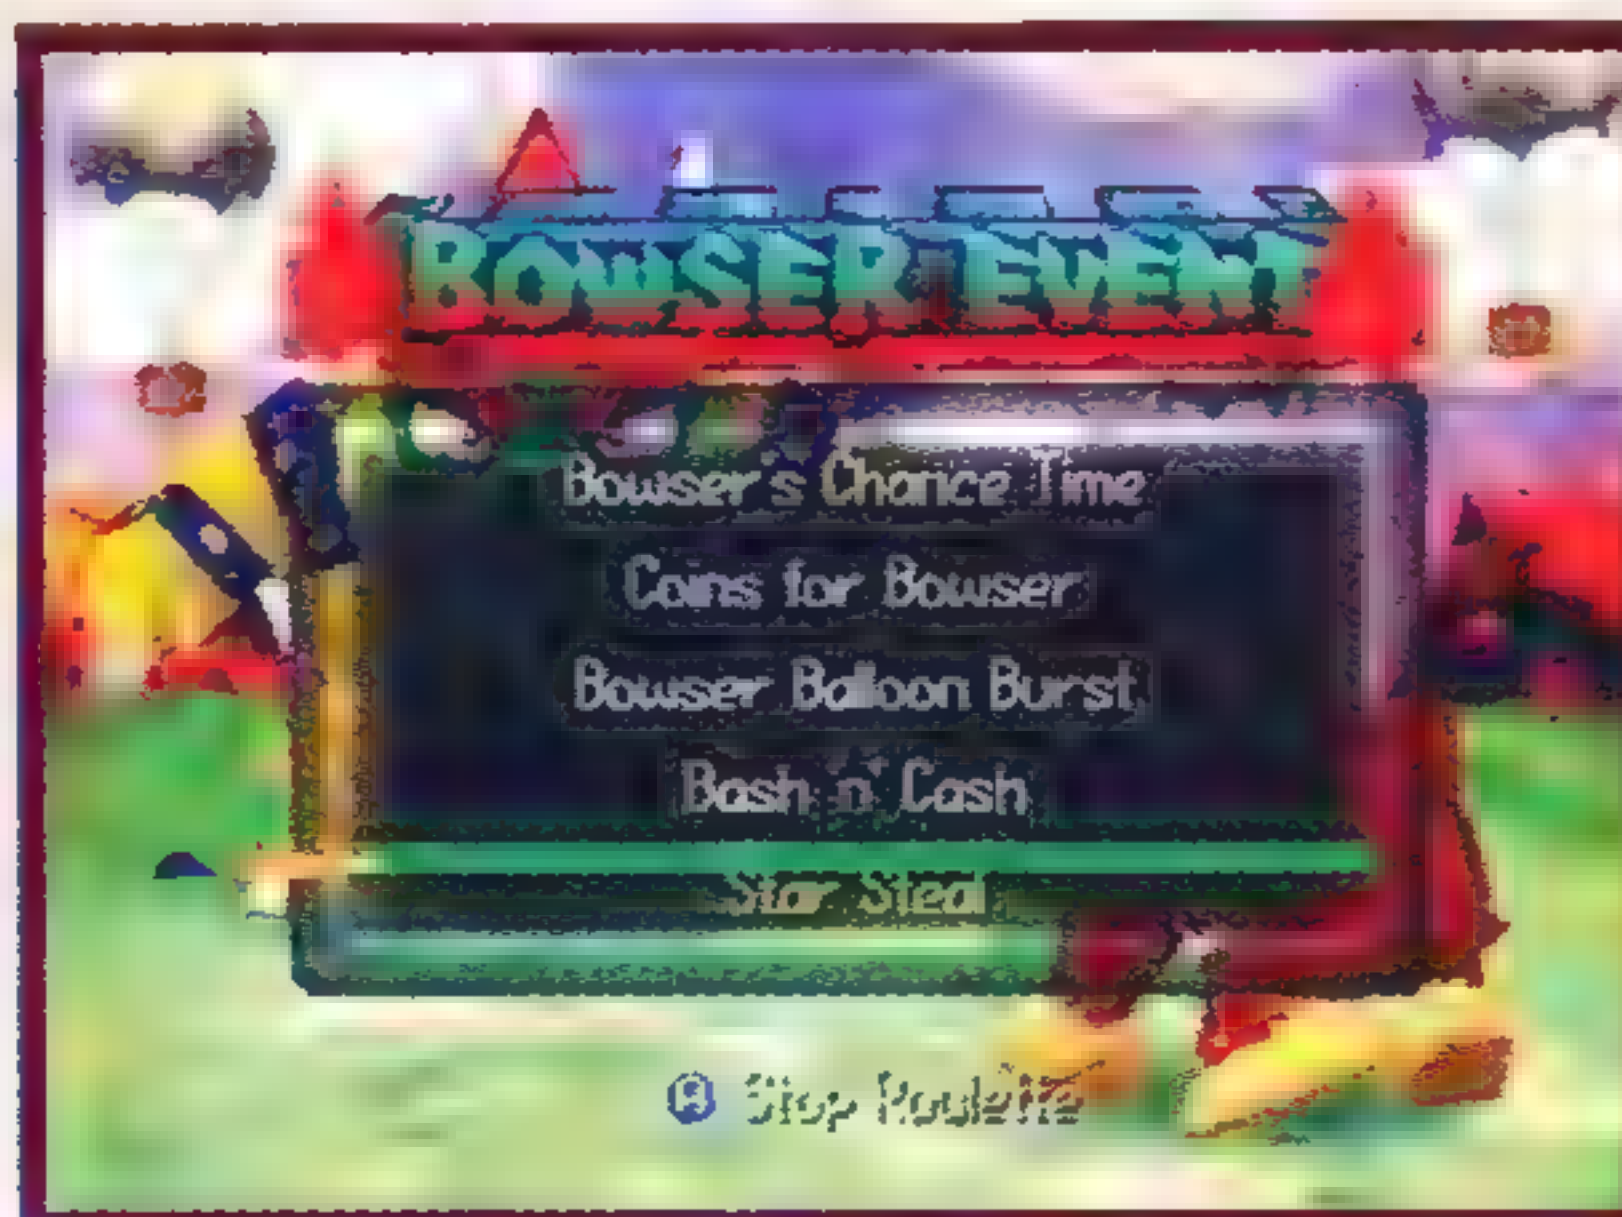 BOWSER EVENT
Bowser's Chance Time
Coins for Bowser
Bowser Balloon Burst
Bash n' Cash
Star Steal
A Stop Roulette